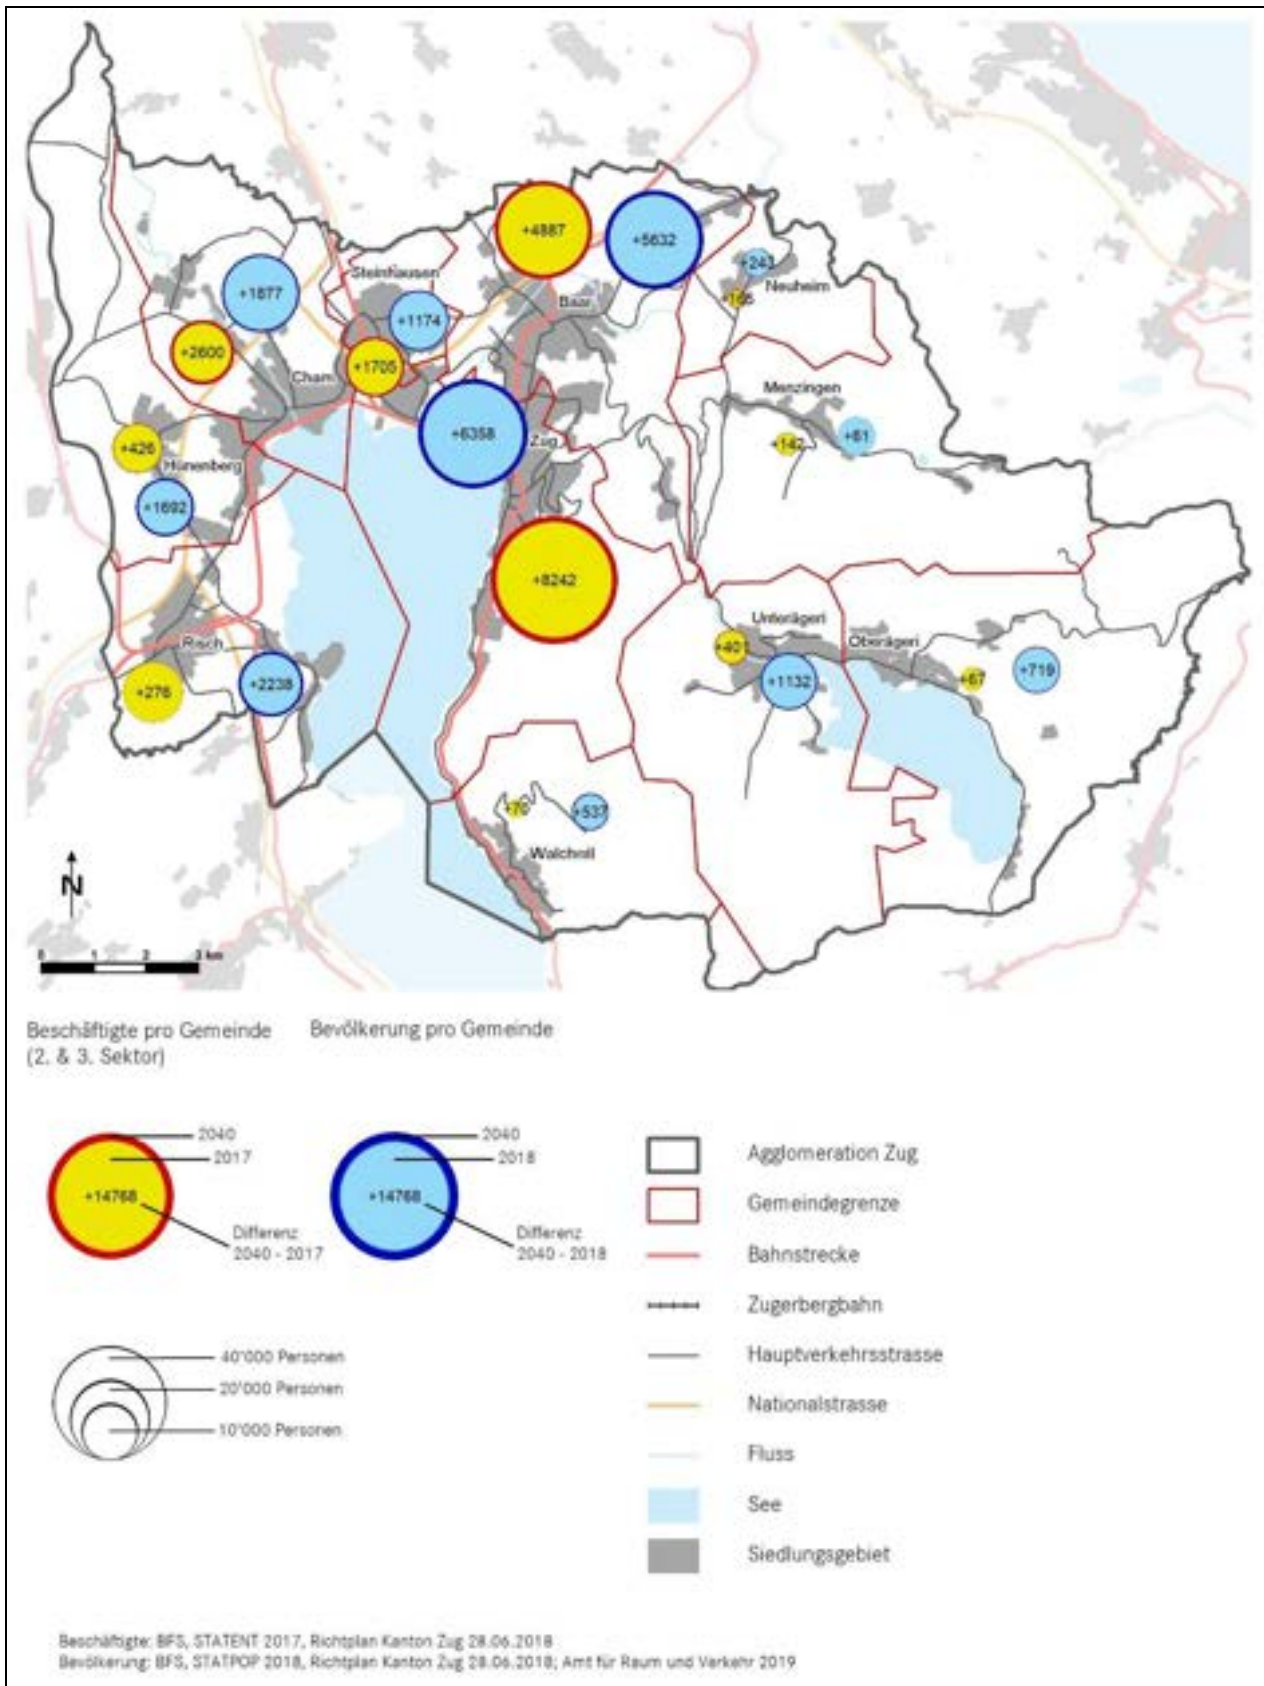 +4887
+5632
+243
Neuheim
+165
Steinhausen
+1877
+1174
Baar
+2600
+1705
Cham
Menzingen
+142
+61
+6358
Zug
+426
Hünenberg
+1692
+8242
Unterägeri
Oberägeri
+401
+1132
+67
+719
Risch
+276
+2238
+70
+537
Walchwil
N
0 1 2 3 km
Beschäftigte pro Gemeinde
(2. & 3. Sektor)
Bevölkerung pro Gemeinde
2040
2017
+14768
Differenz
2040 - 2017
2040
2018
+14768
Differenz
2040 - 2018
40'000 Personen
20'000 Personen
10'000 Personen
Agglomeration Zug
Gemeindegrenze
Bahnstrecke
Zugerbergbahn
Hauptverkehrsstrasse
Nationalstrasse
Fluss
See
Siedlungsgebiet
Beschäftigte: BFS, STATENT 2017, Richtplan Kanton Zug 28.06.2018
Bevölkerung: BFS, STATPOP 2018, Richtplan Kanton Zug 28.06.2018; Amt für Raum und Verkehr 2019